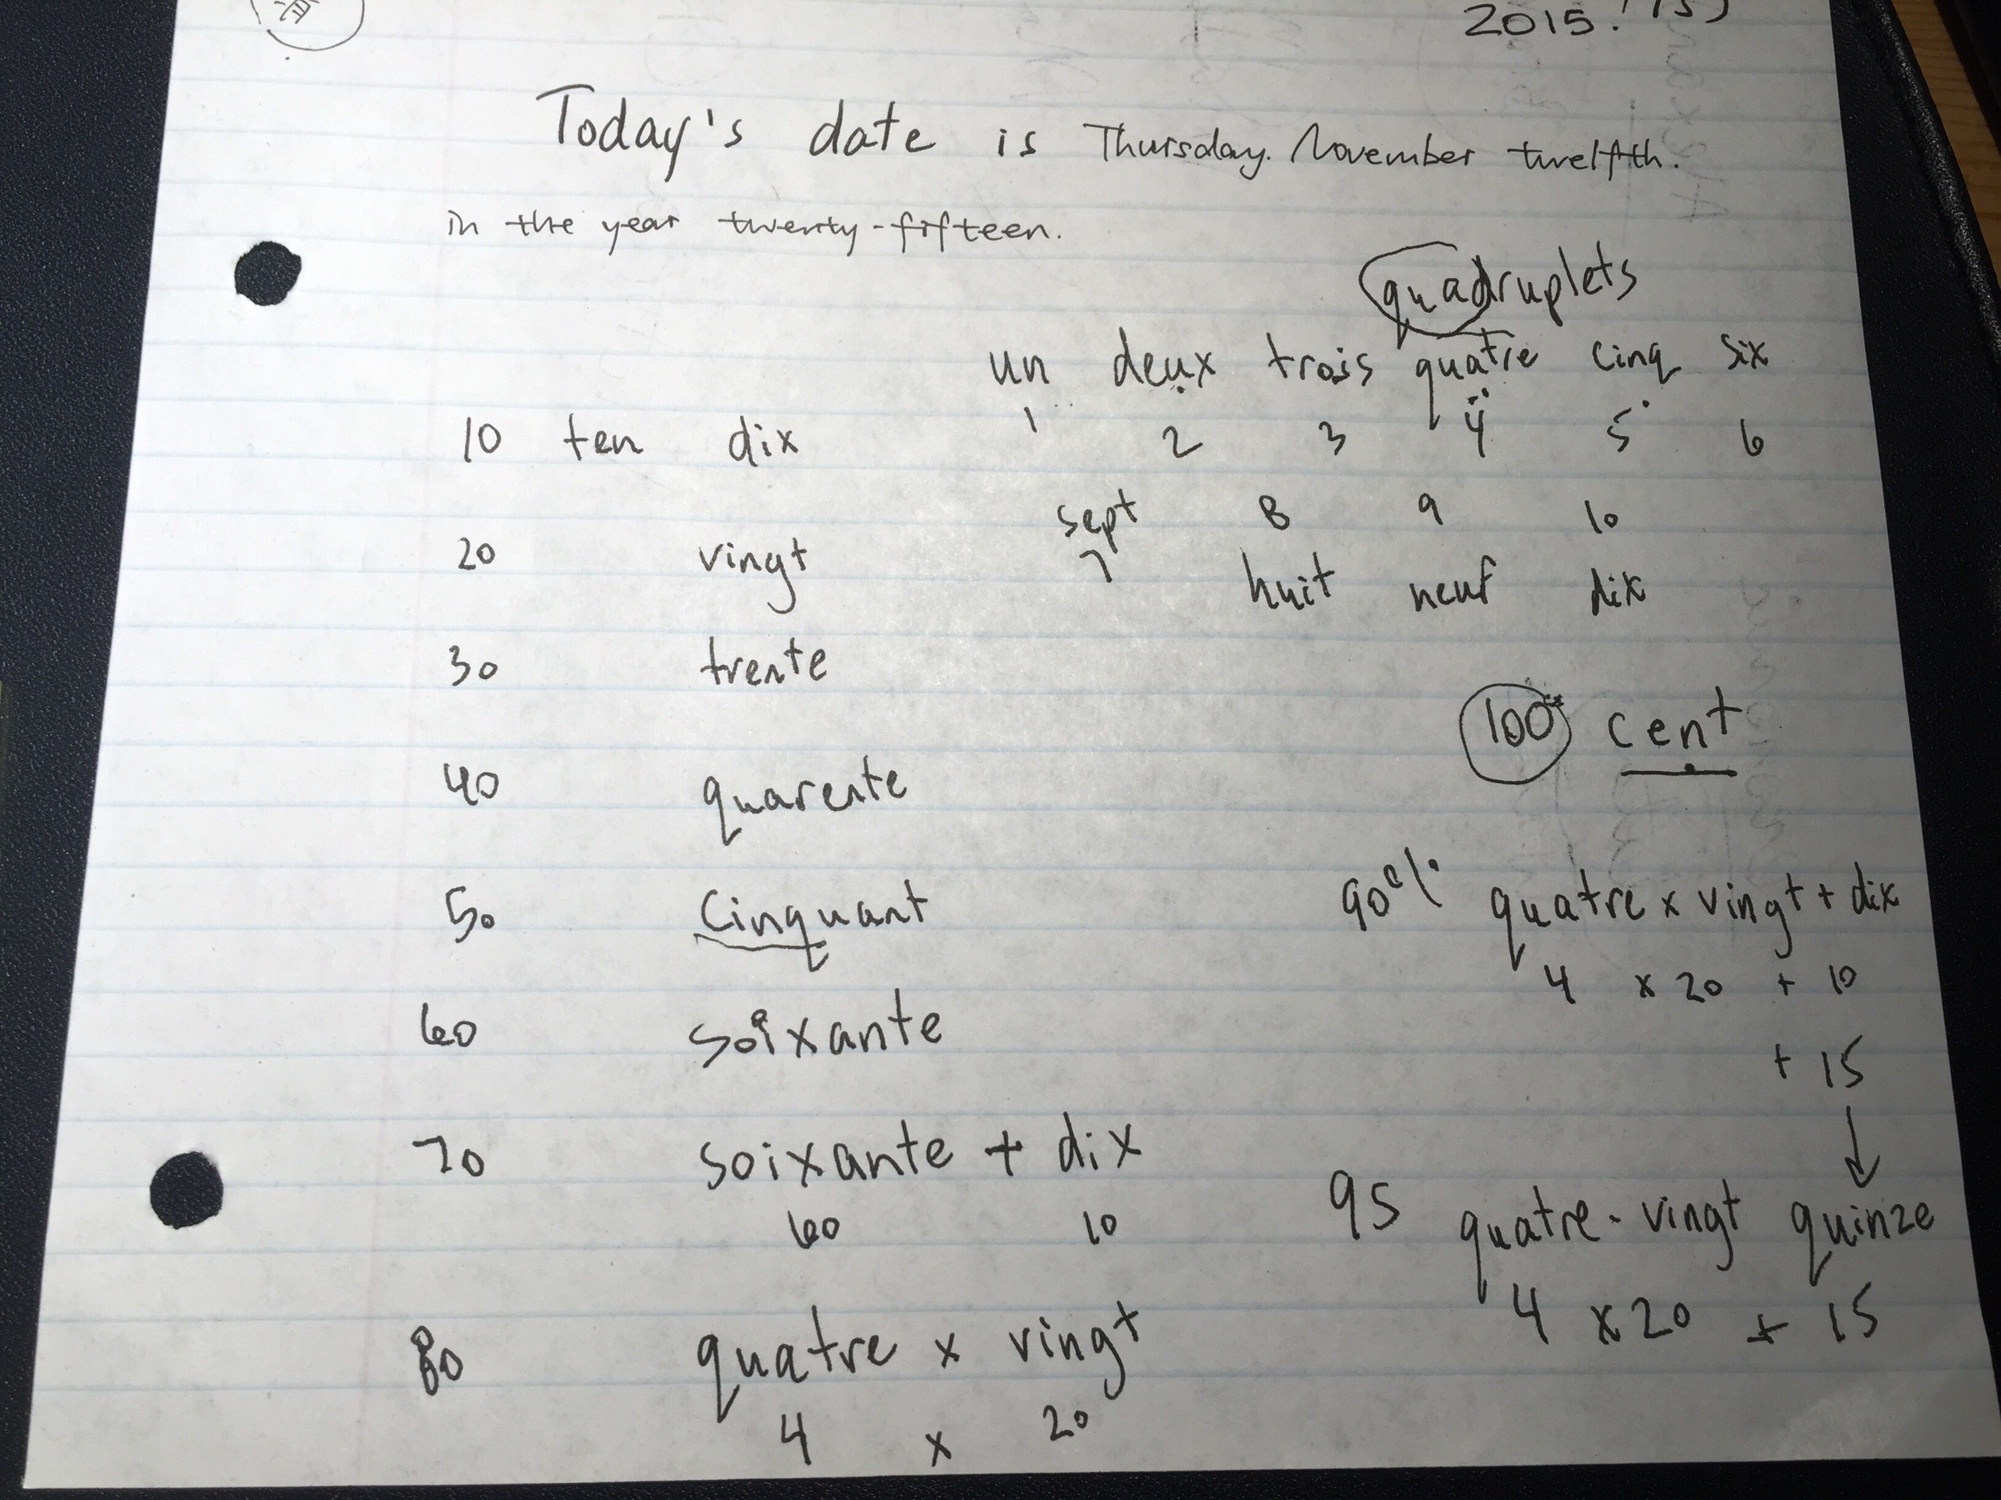 2015.
Today's date is Thursday. November twelfth.
in the year twenty-fifteen.
quadruplets
un deux trois quatre cinq six
1 2 3 4 5 6
10 ten dix
sept 8 9 10
7 huit neuf dix
20 vingt
30 trente
100 cent
40 quarente
50 Cinquant
90% quatre x vingt + dix
4 x 20 + 10
60 soixante
+ 15
70 soixante + dix
60 10
95 quatre-vingt quinze
4 x 20 + 15
80 quatre x vingt
4 x 20